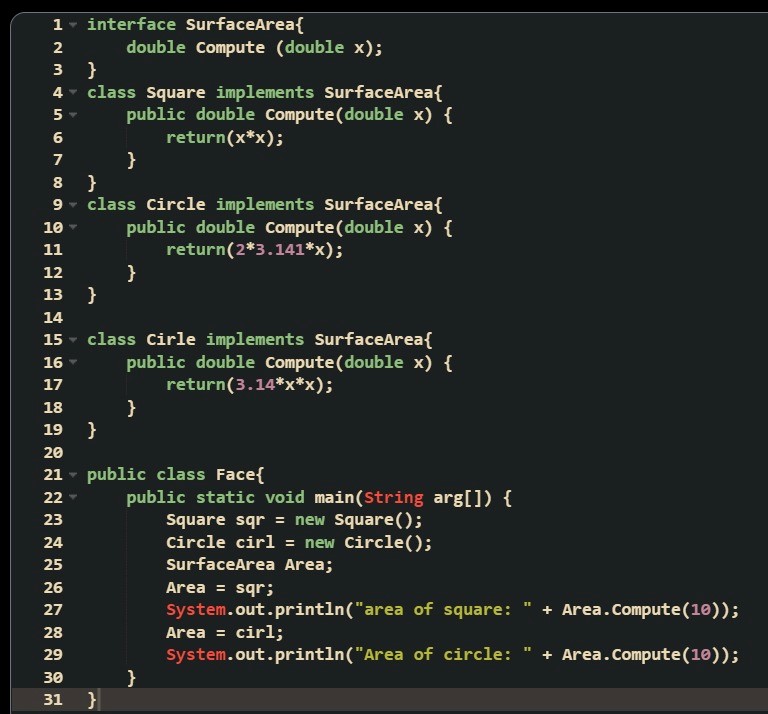 1 interface SurfaceArea{
2     double Compute (double x);
3 }
4 class Square implements SurfaceArea{
5     public double Compute(double x) {
6         return(x*x);
7     }
8 }
9 class Circle implements SurfaceArea{
10     public double Compute(double x) {
11         return(2*3.141*x);
12     }
13 }
14
15 class Cirle implements SurfaceArea{
16     public double Compute(double x) {
17         return(3.14*x*x);
18     }
19 }
20
21 public class Face{
22     public static void main(String arg[]) {
23         Square sqr = new Square();
24         Circle cirl = new Circle();
25         SurfaceArea Area;
26         Area = sqr;
27         System.out.println("area of square: " + Area.Compute(10));
28         Area = cirl;
29         System.out.println("Area of circle: " + Area.Compute(10));
30     }
31 }